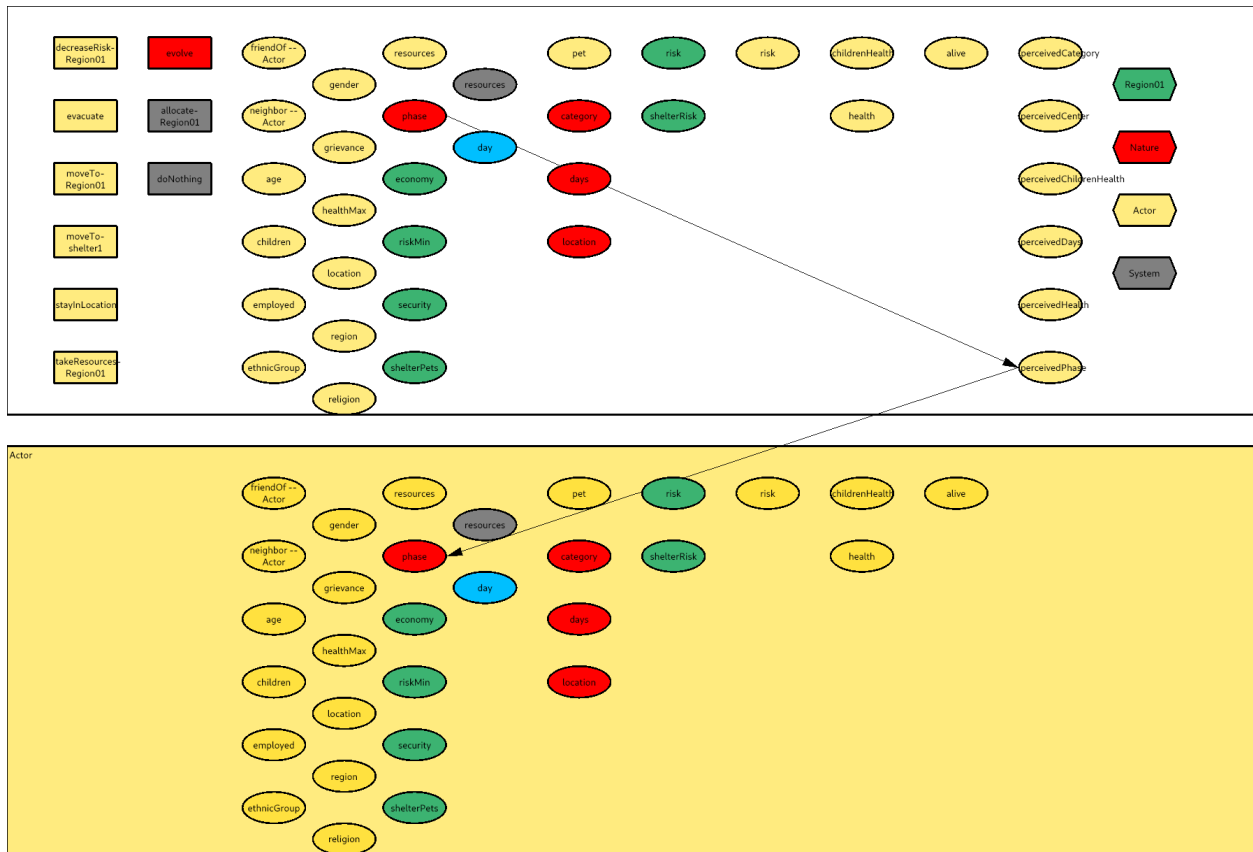 decreaseRisk-
Region01
evolve
friendOf --
Actor
resources
pet
risk
risk
childrenHealth
alive
perceivedCategory
gender
resources
Region01
evacuate
allocate-
Region01
neighbor --
Actor
phase
category
shelterRisk
health
perceivedCenter
grievance
day
Nature
moveTo-
Region01
doNothing
age
economy
days
perceivedChildrenHealth
healthMax
Actor
moveTo-
shelter1
children
riskMin
location
perceivedDays
location
System
stayInLocation
employed
security
perceivedHealth
region
takeResources-
Region01
ethnicGroup
shelterPets
perceivedPhase
religion
Actor
friendOf --
Actor
resources
pet
risk
risk
childrenHealth
alive
gender
resources
neighbor --
Actor
phase
category
shelterRisk
health
grievance
day
age
economy
days
healthMax
children
riskMin
location
location
employed
security
region
ethnicGroup
shelterPets
religion